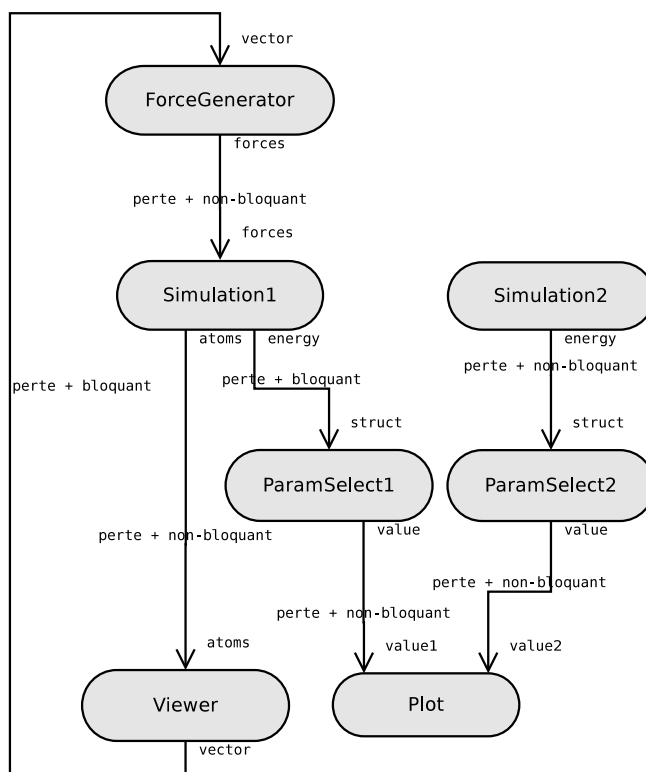 vector
ForceGenerator
forces
perte + non-bloquant
forces
Simulation1
Simulation2
atoms
energy
energy
perte + non-bloquant
perte + bloquant
perte + bloquant
struct
struct
ParamSelect1
ParamSelect2
value
value
perte + non-bloquant
perte + non-bloquant
perte + non-bloquant
atoms
value1
value2
Viewer
Plot
vector